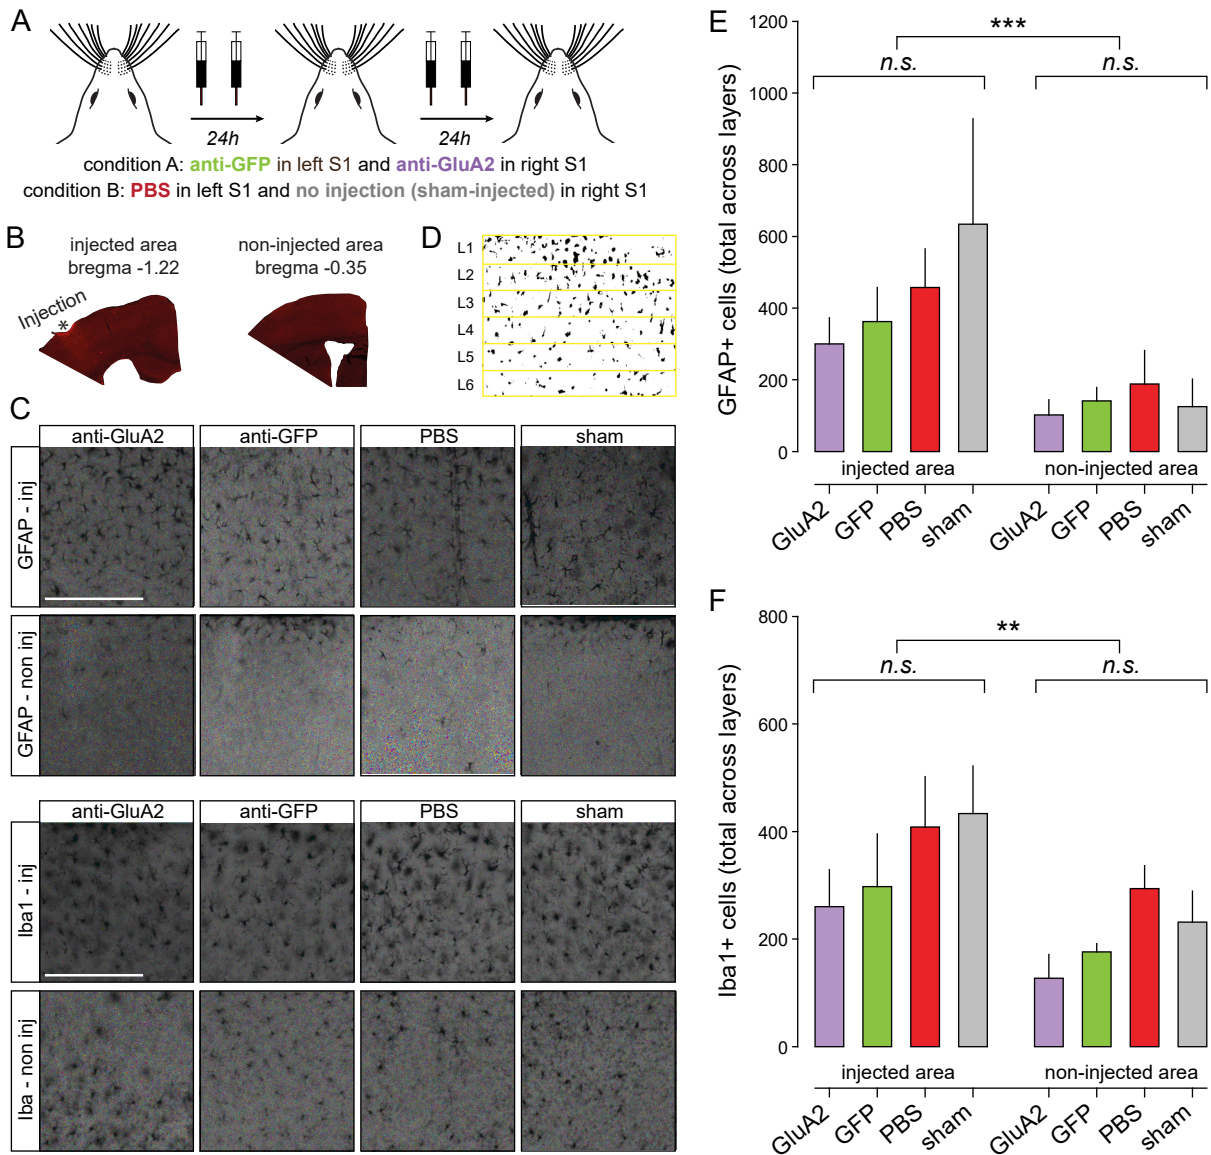 A
24h
24h
condition A: anti-GFP in left S1 and anti-GluA2 in right S1
condition B: PBS in left S1 and no injection (sham-injected) in right S1
B
injected area
bregma -1.22
non-injected area
bregma -0.35
Injection
*
D
L1
L2
L3
L4
L5
L6
C
anti-GluA2 anti-GFP PBS sham
GFAP - inj
GFAP - non inj
anti-GluA2 anti-GFP PBS sham
Iba1 - inj
Iba - non inj
E
GFAP+ cells (total across layers)
1200
1000
800
600
400
200
0
***
n.s. n.s.
injected area non-injected area
GluA2 GFP PBS sham GluA2 GFP PBS sham
F
Iba1+ cells (total across layers)
800
600
400
200
0
**
n.s. n.s.
injected area non-injected area
GluA2 GFP PBS sham GluA2 GFP PBS sham